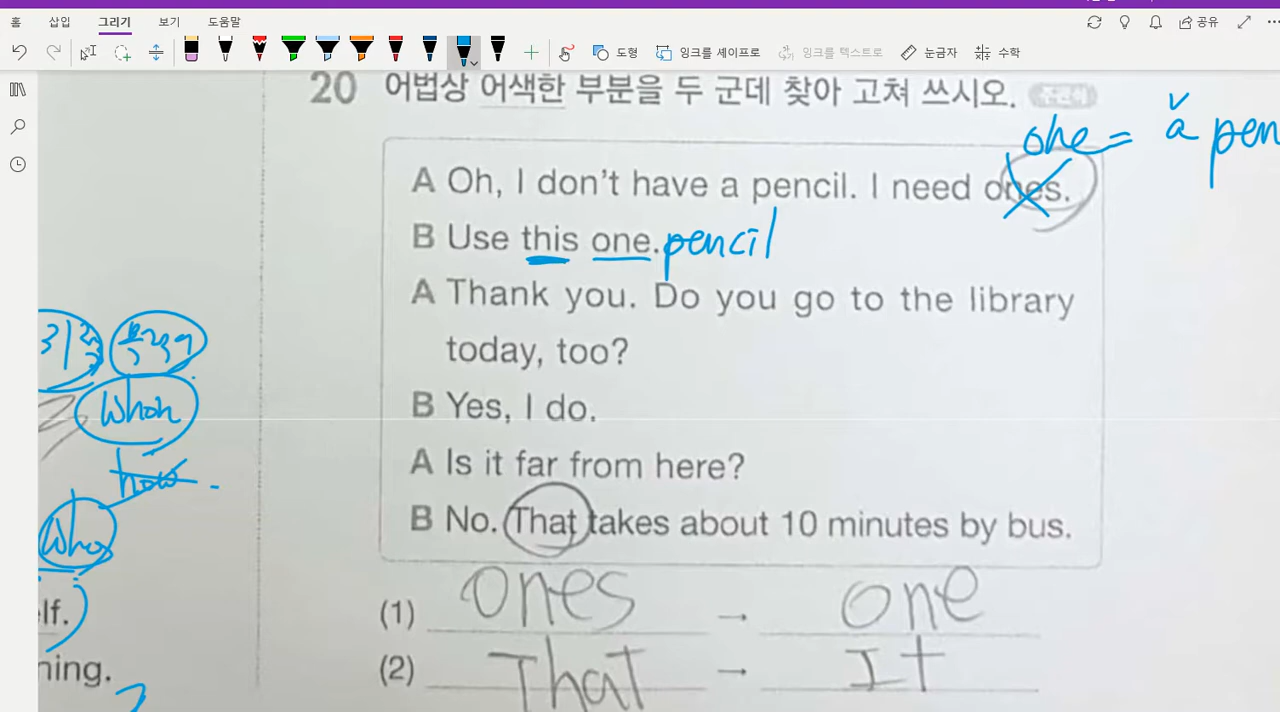 홈 삽입 그리기 보기 도움말
공유
도형 잉크를 셰이프로 잉크를 텍스트로 눈금자 수학
20 어법상 어색한 부분을 두 군데 찾아 고쳐 쓰시오.
one = a pen
A Oh, I don't have a pencil. I need ones.
B Use this one. pencil
A Thank you. Do you go to the library
today, too?
B Yes, I do.
A Is it far from here?
B No. That takes about 10 minutes by bus.
(1) Ones → One
(2) That → It
목적어
how
lf.
ning.